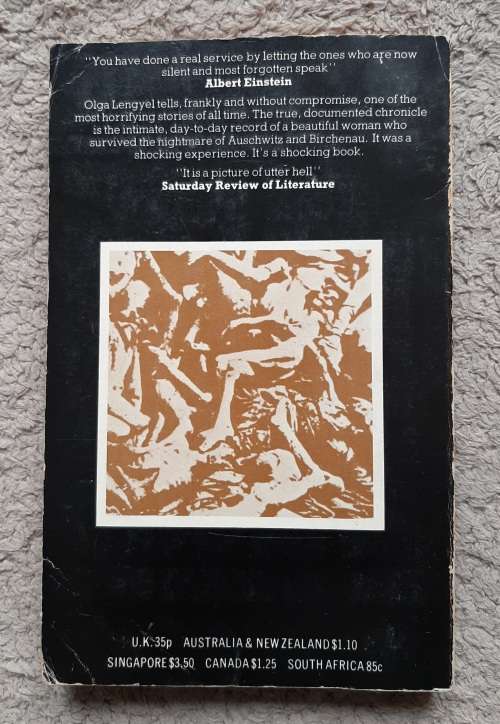 "You have done a real service by letting the ones who are now
silent and most forgotten speak"
Albert Einstein
Olga Lengyel tells, frankly and without compromise, one of the
most horrifying stories of all time. The true, documented chronicle
is the intimate, day-to-day record of a beautiful woman who
survived the nightmare of Auschwitz and Birchenau. It was a
shocking experience. It's a shocking book.
"It is a picture of utter hell"
Saturday Review of Literature
U.K. 35p AUSTRALIA & NEW ZEALAND $1.10
SINGAPORE $3.50 CANADA $1.25 SOUTH AFRICA 85c